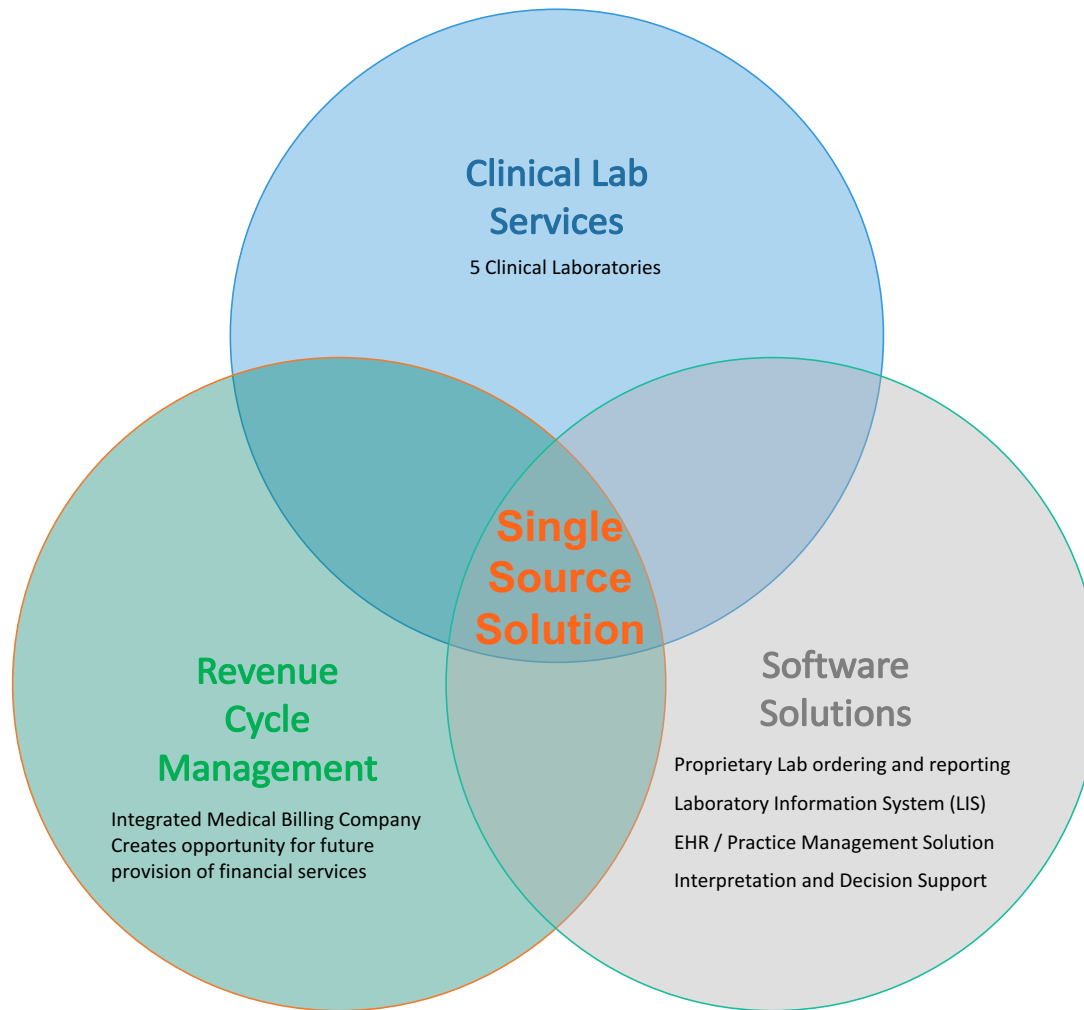 Clinical Lab
Services
5 Clinical Laboratories
Single
Source
Solution
Revenue
Cycle
Management
Integrated Medical Billing Company
Creates opportunity for future
provision of financial services
Software
Solutions
Proprietary Lab ordering and reporting
Laboratory Information System (LIS)
EHR / Practice Management Solution
Interpretation and Decision Support